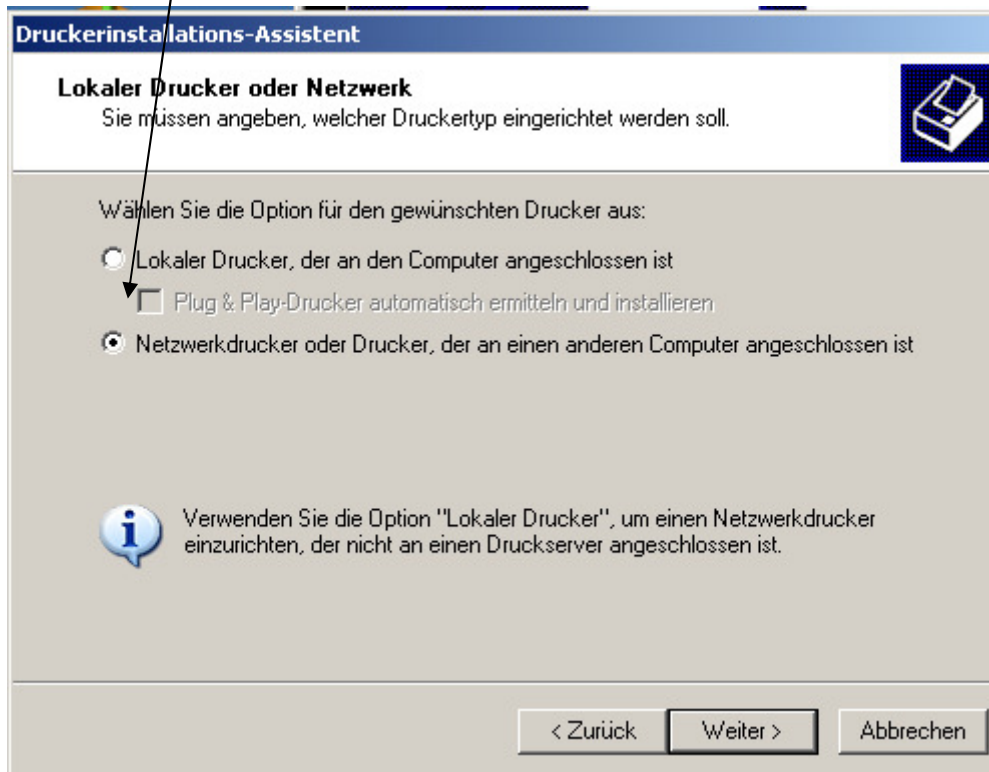 Druckerinstallations-Assistent
Lokaler Drucker oder Netzwerk
Sie müssen angeben, welcher Druckertyp eingerichtet werden soll.
Wählen Sie die Option für den gewünschten Drucker aus:
Lokaler Drucker, der an den Computer angeschlossen ist
Plug & Play-Drucker automatisch ermitteln und installieren
Netzwerkdrucker oder Drucker, der an einen anderen Computer angeschlossen ist
Verwenden Sie die Option "Lokaler Drucker", um einen Netzwerkdrucker
einzurichten, der nicht an einen Druckserver angeschlossen ist.
< Zurück Weiter > Abbrechen